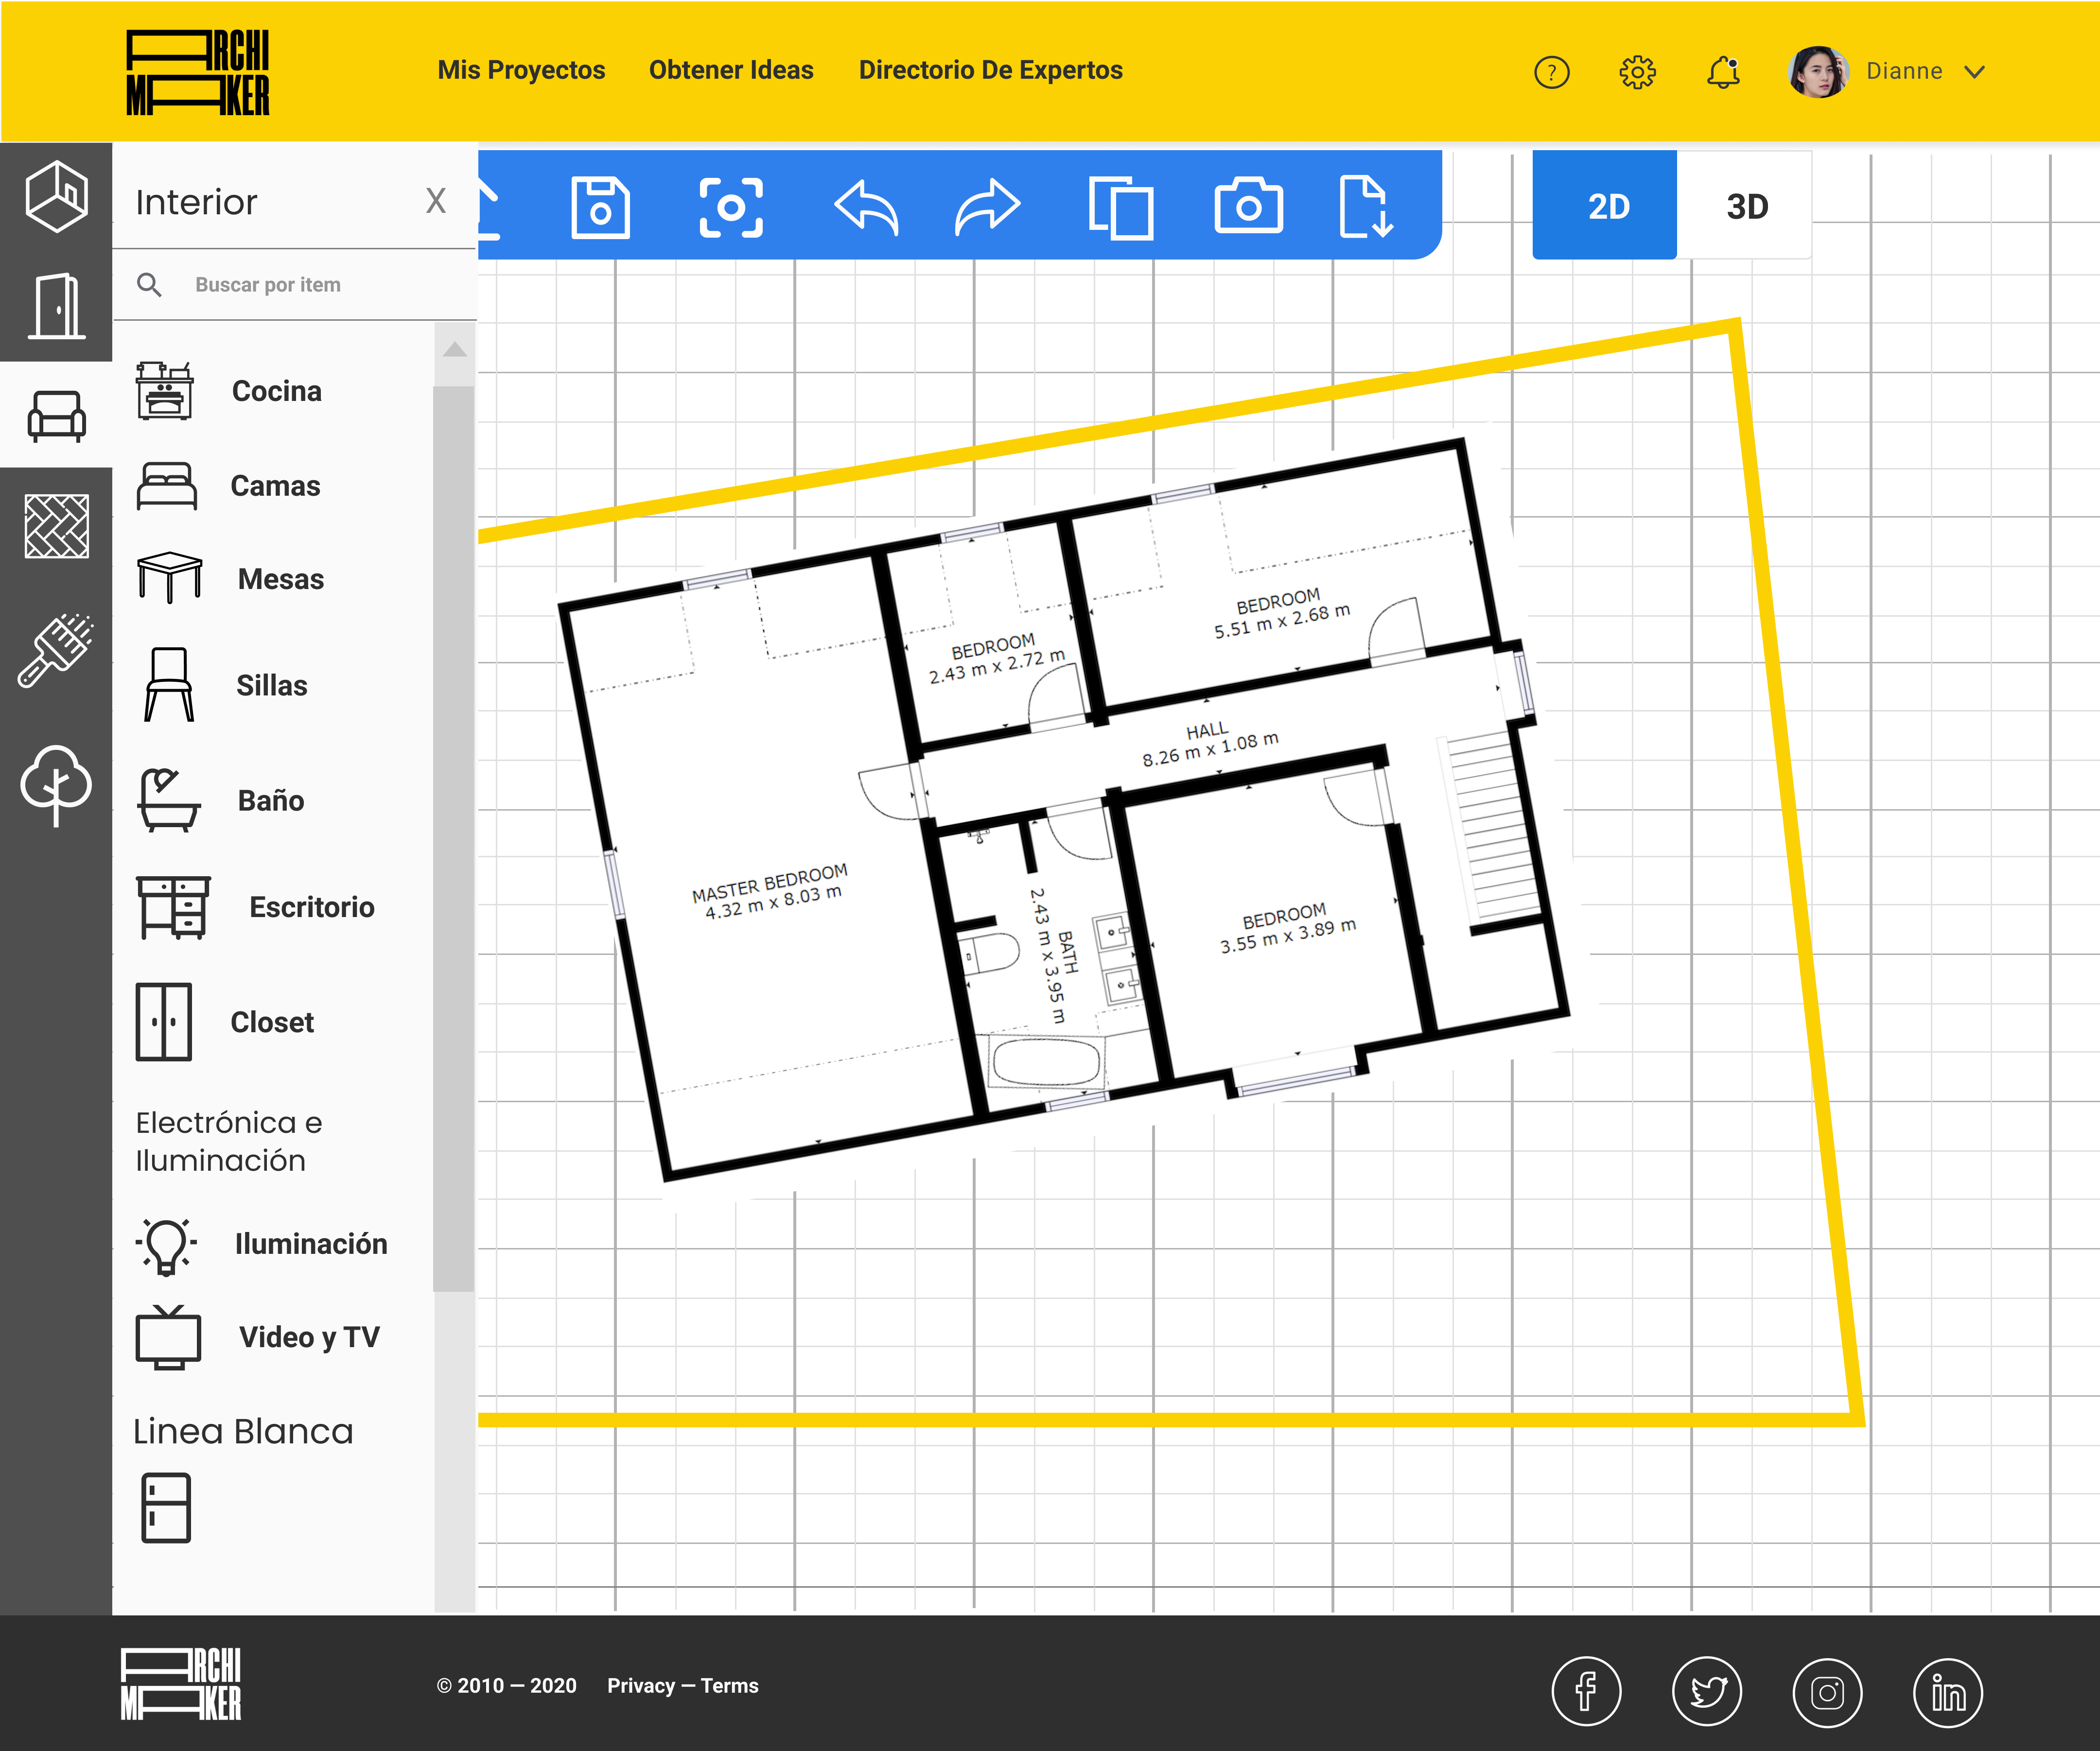 ARCHI
MAKER
Mis Proyectos
Obtener Ideas
Directorio De Expertos
?
Dianne
Interior
X
Buscar por item
2D
3D
Cocina
Camas
Mesas
Sillas
Baño
Escritorio
Closet
Electrónica e
Iluminación
Iluminación
Video y TV
Linea Blanca
BEDROOM
5.51 m x 2.68 m
BEDROOM
2.43 m x 2.72 m
HALL
8.26 m x 1.08 m
MASTER BEDROOM
4.32 m x 8.03 m
BATH
2.43 m x 3.95 m
BEDROOM
3.55 m x 3.89 m
ARCHI
MAKER
© 2010 — 2020
Privacy — Terms
f
in